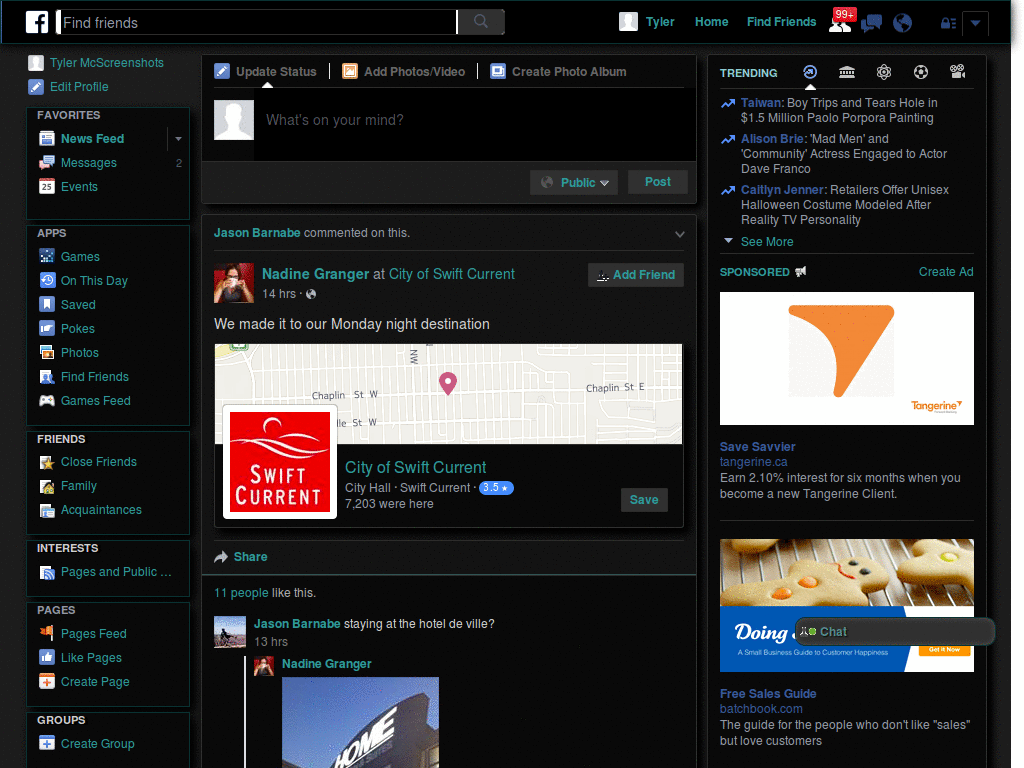 Find friends
Tyler
Home
Find Friends
99+
Tyler McScreenshots
Edit Profile
FAVORITES
News Feed
Messages
2
25
Events
APPS
Games
On This Day
Saved
Pokes
Photos
Find Friends
Games Feed
FRIENDS
Close Friends
Family
Acquaintances
INTERESTS
Pages and Public ...
PAGES
Pages Feed
Like Pages
Create Page
GROUPS
Create Group
Update Status
Add Photos/Video
Create Photo Album
What's on your mind?
Public
Post
Jason Barnabe commented on this.
Nadine Granger at City of Swift Current
14 hrs ·
Add Friend
We made it to our Monday night destination
NW
Chaplin St W
Chaplin St E
lle St W
SWIFT
CURRENT
City of Swift Current
City Hall · Swift Current · 3.5 ★
7,203 were here
Save
Share
11 people like this.
Jason Barnabe staying at the hotel de ville?
13 hrs
Nadine Granger
HOME
TRENDING
Taiwan: Boy Trips and Tears Hole in
$1.5 Million Paolo Porpora Painting
Alison Brie: 'Mad Men' and
'Community' Actress Engaged to Actor
Dave Franco
Caitlyn Jenner: Retailers Offer Unisex
Halloween Costume Modeled After
Reality TV Personality
See More
SPONSORED
Create Ad
Tangerine
Save Savvier
tangerine.ca
Earn 2.10% interest for six months when you
become a new Tangerine Client.
Doing
Chat
A Small Business Guide to Customer Happiness
Get It Now
Free Sales Guide
batchbook.com
The guide for the people who don't like "sales"
but love customers